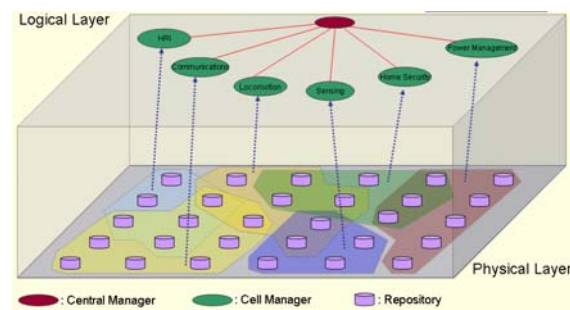 Logical Layer
HRI
Communications
Locomotion
Sensing
Home Security
Power Management
Physical Layer
: Central Manager
: Cell Manager
: Repository